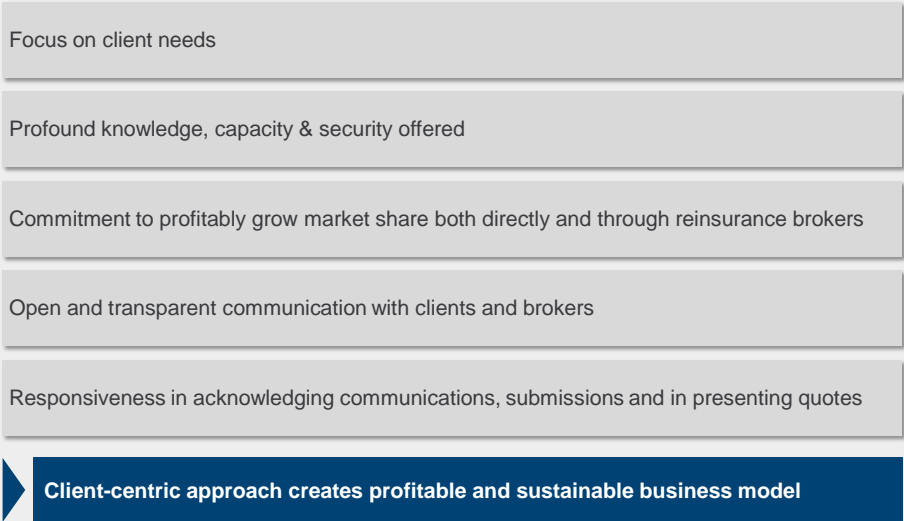 Focus on client needs
Profound knowledge, capacity & security offered
Commitment to profitably grow market share both directly and through reinsurance brokers
Open and transparent communication with clients and brokers
Responsiveness in acknowledging communications, submissions and in presenting quotes
Client-centric approach creates profitable and sustainable business model